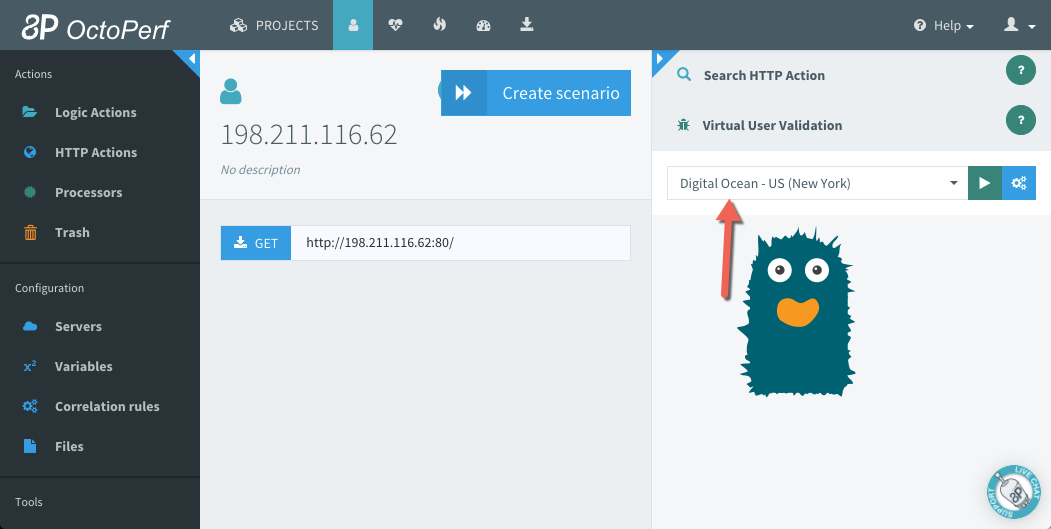 OctoPerf
PROJECTS
Help
Actions
Logic Actions
HTTP Actions
Processors
Trash
Configuration
Servers
Variables
x²
Correlation rules
Files
Tools
Create scenario
198.211.116.62
No description
GET http://198.211.116.62:80/
Search HTTP Action
?
Virtual User Validation
?
Digital Ocean - US (New York)
LIVE CHAT
SUPPORT